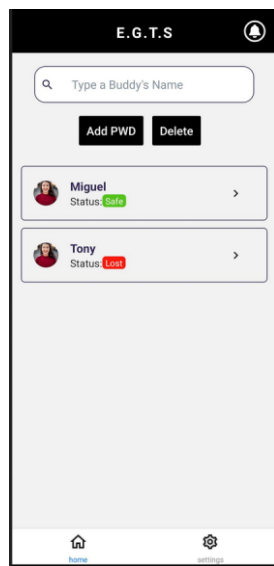 E.G.T.S
Type a Buddy's Name
Add PWD Delete
Miguel
Status: Safe
Tony
Status: Lost
home settings